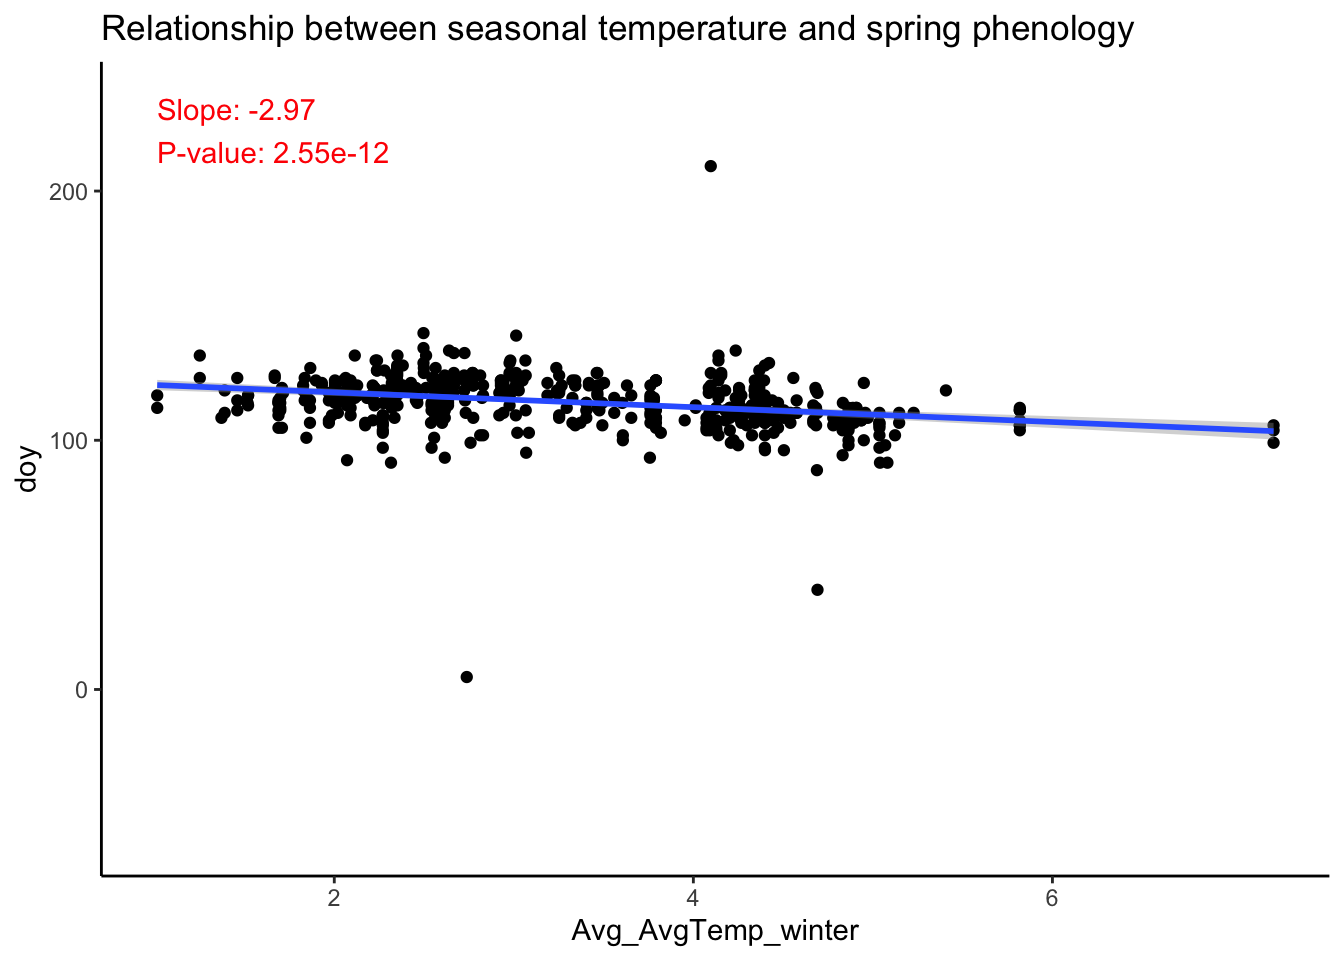 Relationship between seasonal temperature and spring phenology
Slope: -2.97
P-value: 2.55e-12
200
100
0
doy
2 4 6
Avg_AvgTemp_winter